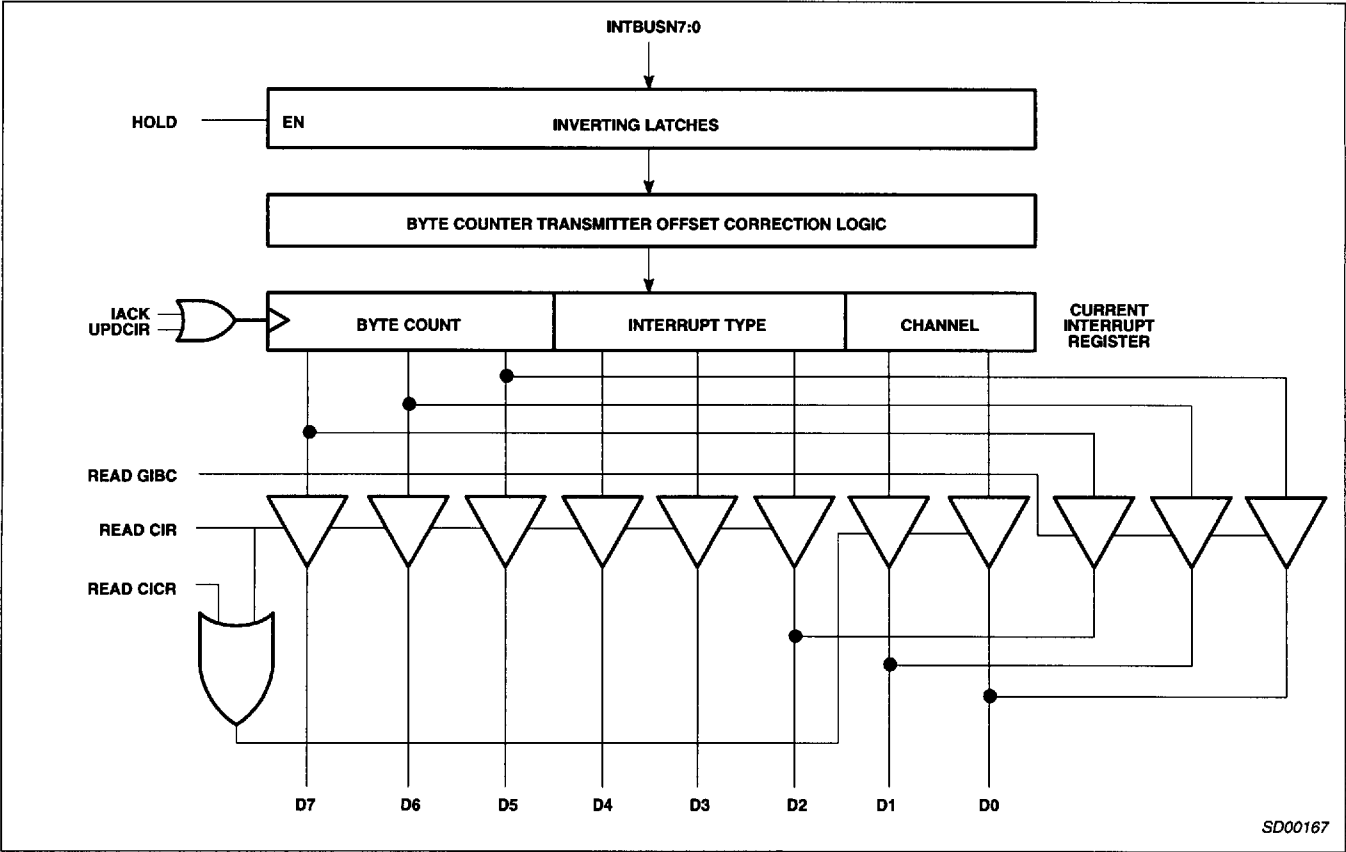 INTBUSN7:0
HOLD
EN
INVERTING LATCHES
BYTE COUNTER TRANSMITTER OFFSET CORRECTION LOGIC
IACK
UPDCIR
BYTE COUNT
INTERRUPT TYPE
CHANNEL
CURRENT
INTERRUPT
REGISTER
READ GIBC
READ CIR
READ CICR
D7 D6 D5 D4 D3 D2 D1 D0
SD00167